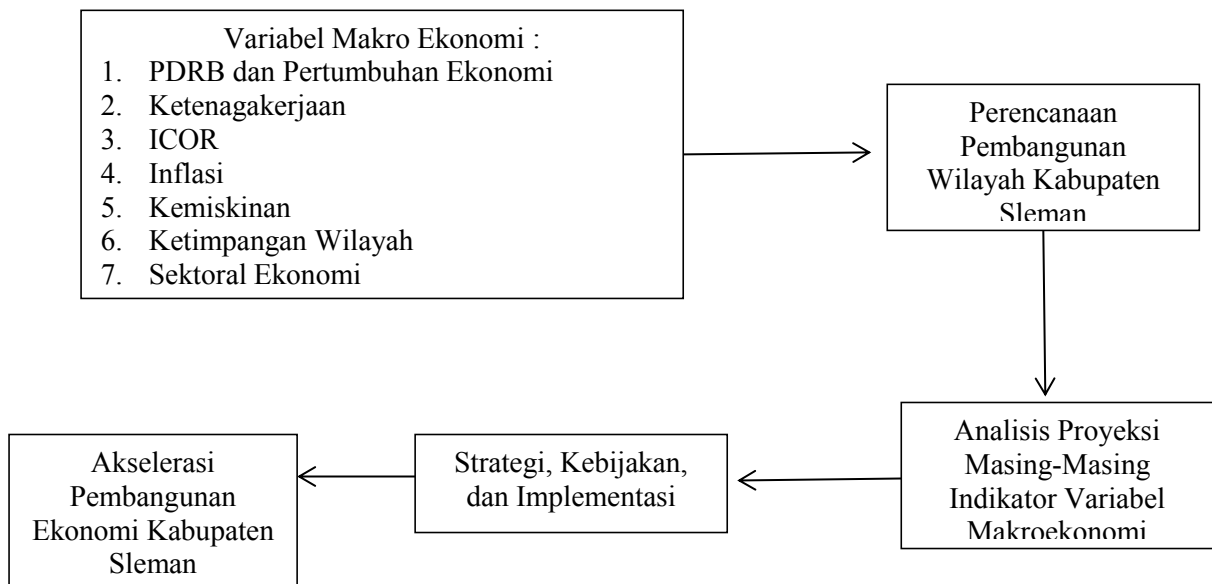 Variabel Makro Ekonomi :
1. PDRB dan Pertumbuhan Ekonomi
2. Ketenagakerjaan
3. ICOR
4. Inflasi
5. Kemiskinan
6. Ketimpangan Wilayah
7. Sektoral Ekonomi
Perencanaan
Pembangunan
Wilayah Kabupaten
Sleman
Analisis Proyeksi
Masing-Masing
Indikator Variabel
Makroekonomi
Strategi, Kebijakan,
dan Implementasi
Akselerasi
Pembangunan
Ekonomi Kabupaten
Sleman